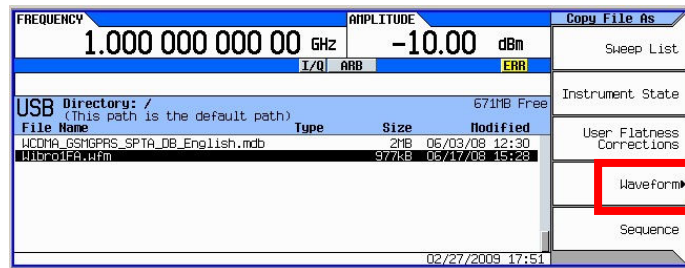 FREQUENCY AMPLITUDE Copy File As
1.000 000 000 00 GHz -10.00 dBm
Sweep List
I/Q ARB ERR
Instrument State
USB Directory: / 671MB Free
(This path is the default path)
File Name Type Size Modified
User Flatness
Corrections
WCDMA_GSMGPRS_SPTA_DB_English.mdb 2MB 06/03/08 12:30
Wibro1FA.wfm 977kB 06/17/08 15:28
Waveform
Sequence
02/27/2009 17:51